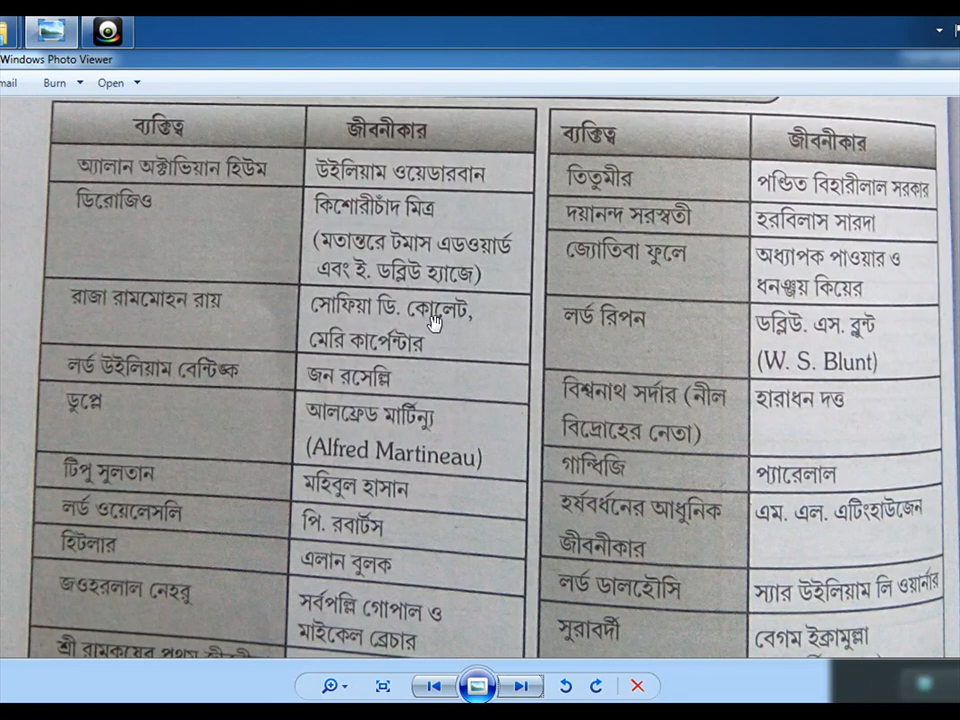 Windows Photo Viewer
mail Burn Open
ব্যক্তিত্ব জীবনীকার
অ্যালান অক্টাভিয়ান হিউম উইলিয়াম ওয়েডারবান
ডিরোজিও কিশোরীচাঁদ মিত্র
(মতান্তরে টমাস এডওয়ার্ড
এবং ই. ডব্লিউ হ্যাজে)
রাজা রামমোহন রায় সোফিয়া ডি. কোলেট,
মেরি কার্পেন্টার
লর্ড উইলিয়াম বেন্টিঙ্ক জন রসেল্লি
ডুপ্লে আলফ্রেড মার্টিন্যু
(Alfred Martineau)
টিপু সুলতান মহিবুল হাসান
লর্ড ওয়েলেসলি পি. রবার্টস
হিটলার এলান বুলক
জওহরলাল নেহরু সর্বপল্লি গোপাল ও
মাইকেল ব্রেচার
ব্যক্তিত্ব জীবনীকার
তিতুমীর পণ্ডিত বিহারীলাল সরকার
দয়ানন্দ সরস্বতী হরবিলাস সারদা
জ্যোতিবা ফুলে অধ্যাপক পাওয়ার ও
ধনঞ্জয় কিয়ের
লর্ড রিপন ডব্লিউ. এস. ব্লুন্ট
(W. S. Blunt)
বিশ্বনাথ সর্দার (নীল হারাধন দত্ত
বিদ্রোহের নেতা)
গান্ধিজি প্যারেলাল
হর্ষবর্ধনের আধুনিক এম. এল. এটিংহাউজেন
জীবনীকার
লর্ড ডালহৌসি স্যার উইলিয়াম লি ওয়ার্নার
সুরাবর্দী বেগম ইক্রামুল্লা